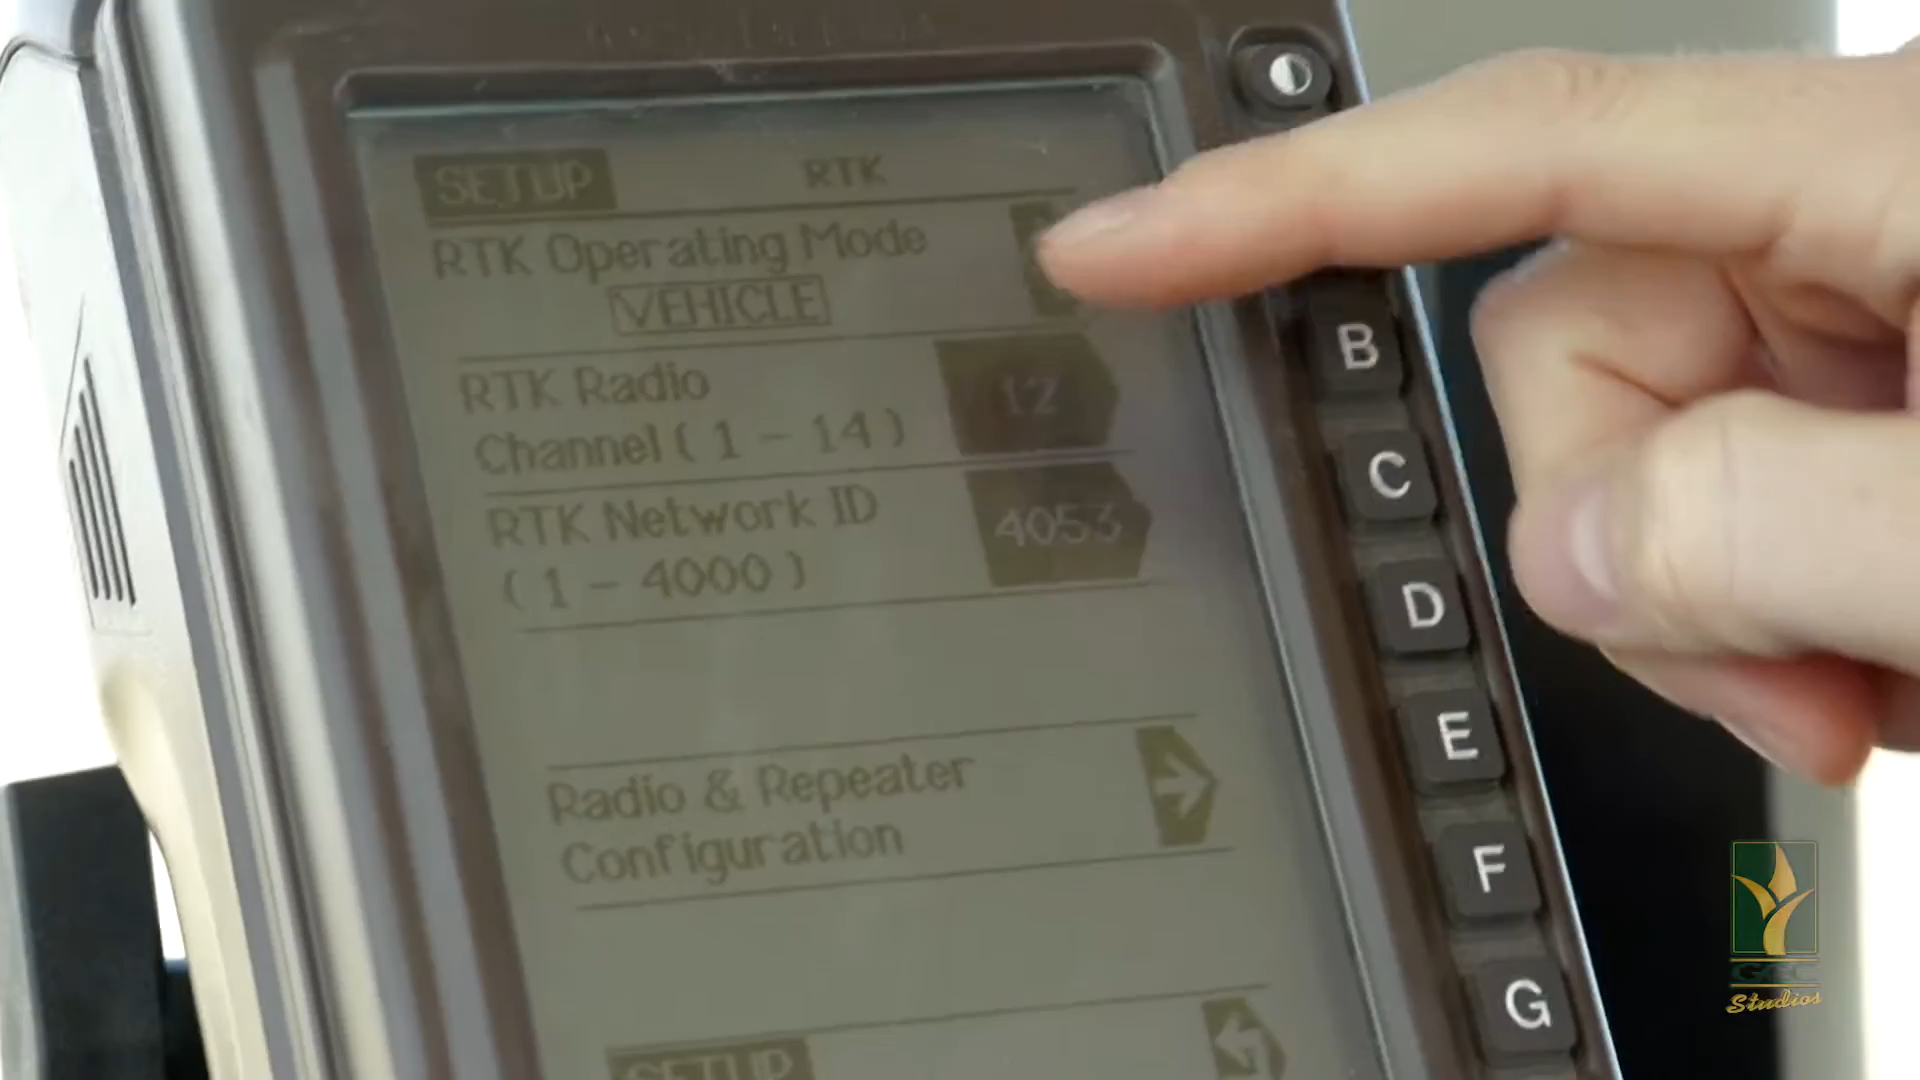 SETUP RTK
RTK Operating Mode
VEHICLE
RTK Radio 12
Channel ( 1 - 14 )
RTK Network ID 4053
( 1 - 4000 )
Radio & Repeater
Configuration
SETUP
B
C
D
E
F
G
Studios